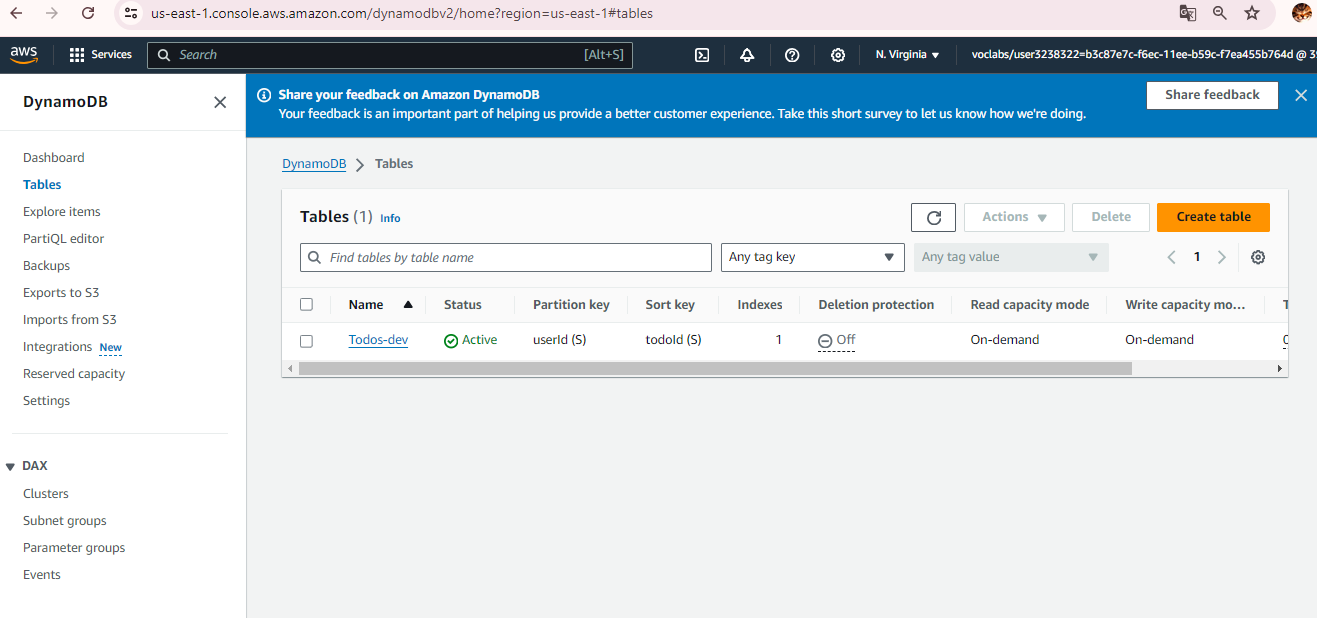 us-east-1.console.aws.amazon.com/dynamodbv2/home?region=us-east-1#tables
aws
Services
Search
[Alt+S]
N. Virginia
voclabs/user3238322=b3c87e7c-f6ec-11ee-b59c-f7ea455b764d @ 3
DynamoDB
Dashboard
Tables
Explore items
PartiQL editor
Backups
Exports to S3
Imports from S3
Integrations New
Reserved capacity
Settings
DAX
Clusters
Subnet groups
Parameter groups
Events
Share your feedback on Amazon DynamoDB
Your feedback is an important part of helping us provide a better customer experience. Take this short survey to let us know how we're doing.
Share feedback
DynamoDB Tables
Tables (1) Info
Actions
Delete
Create table
Find tables by table name
Any tag key
Any tag value
1
Name Status Partition key Sort key Indexes Deletion protection Read capacity mode Write capacity mo... T
Todos-dev Active userId (S) todoId (S) 1 Off On-demand On-demand